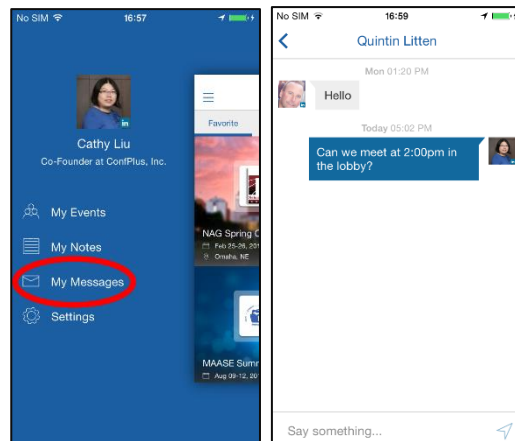 No SIM 16:57
in
Cathy Liu
Co-Founder at ConfPlus, Inc.
My Events
My Notes
My Messages
Settings
Favorite
NAG Spring
Feb 25-26, 201
Omaha, NE
MAASE Sum
Aug 09-12, 20
No SIM 16:59
Quintin Litten
Mon 01:20 PM
Hello
Today 05:02 PM
Can we meet at 2:00pm in
the lobby?
Say something...